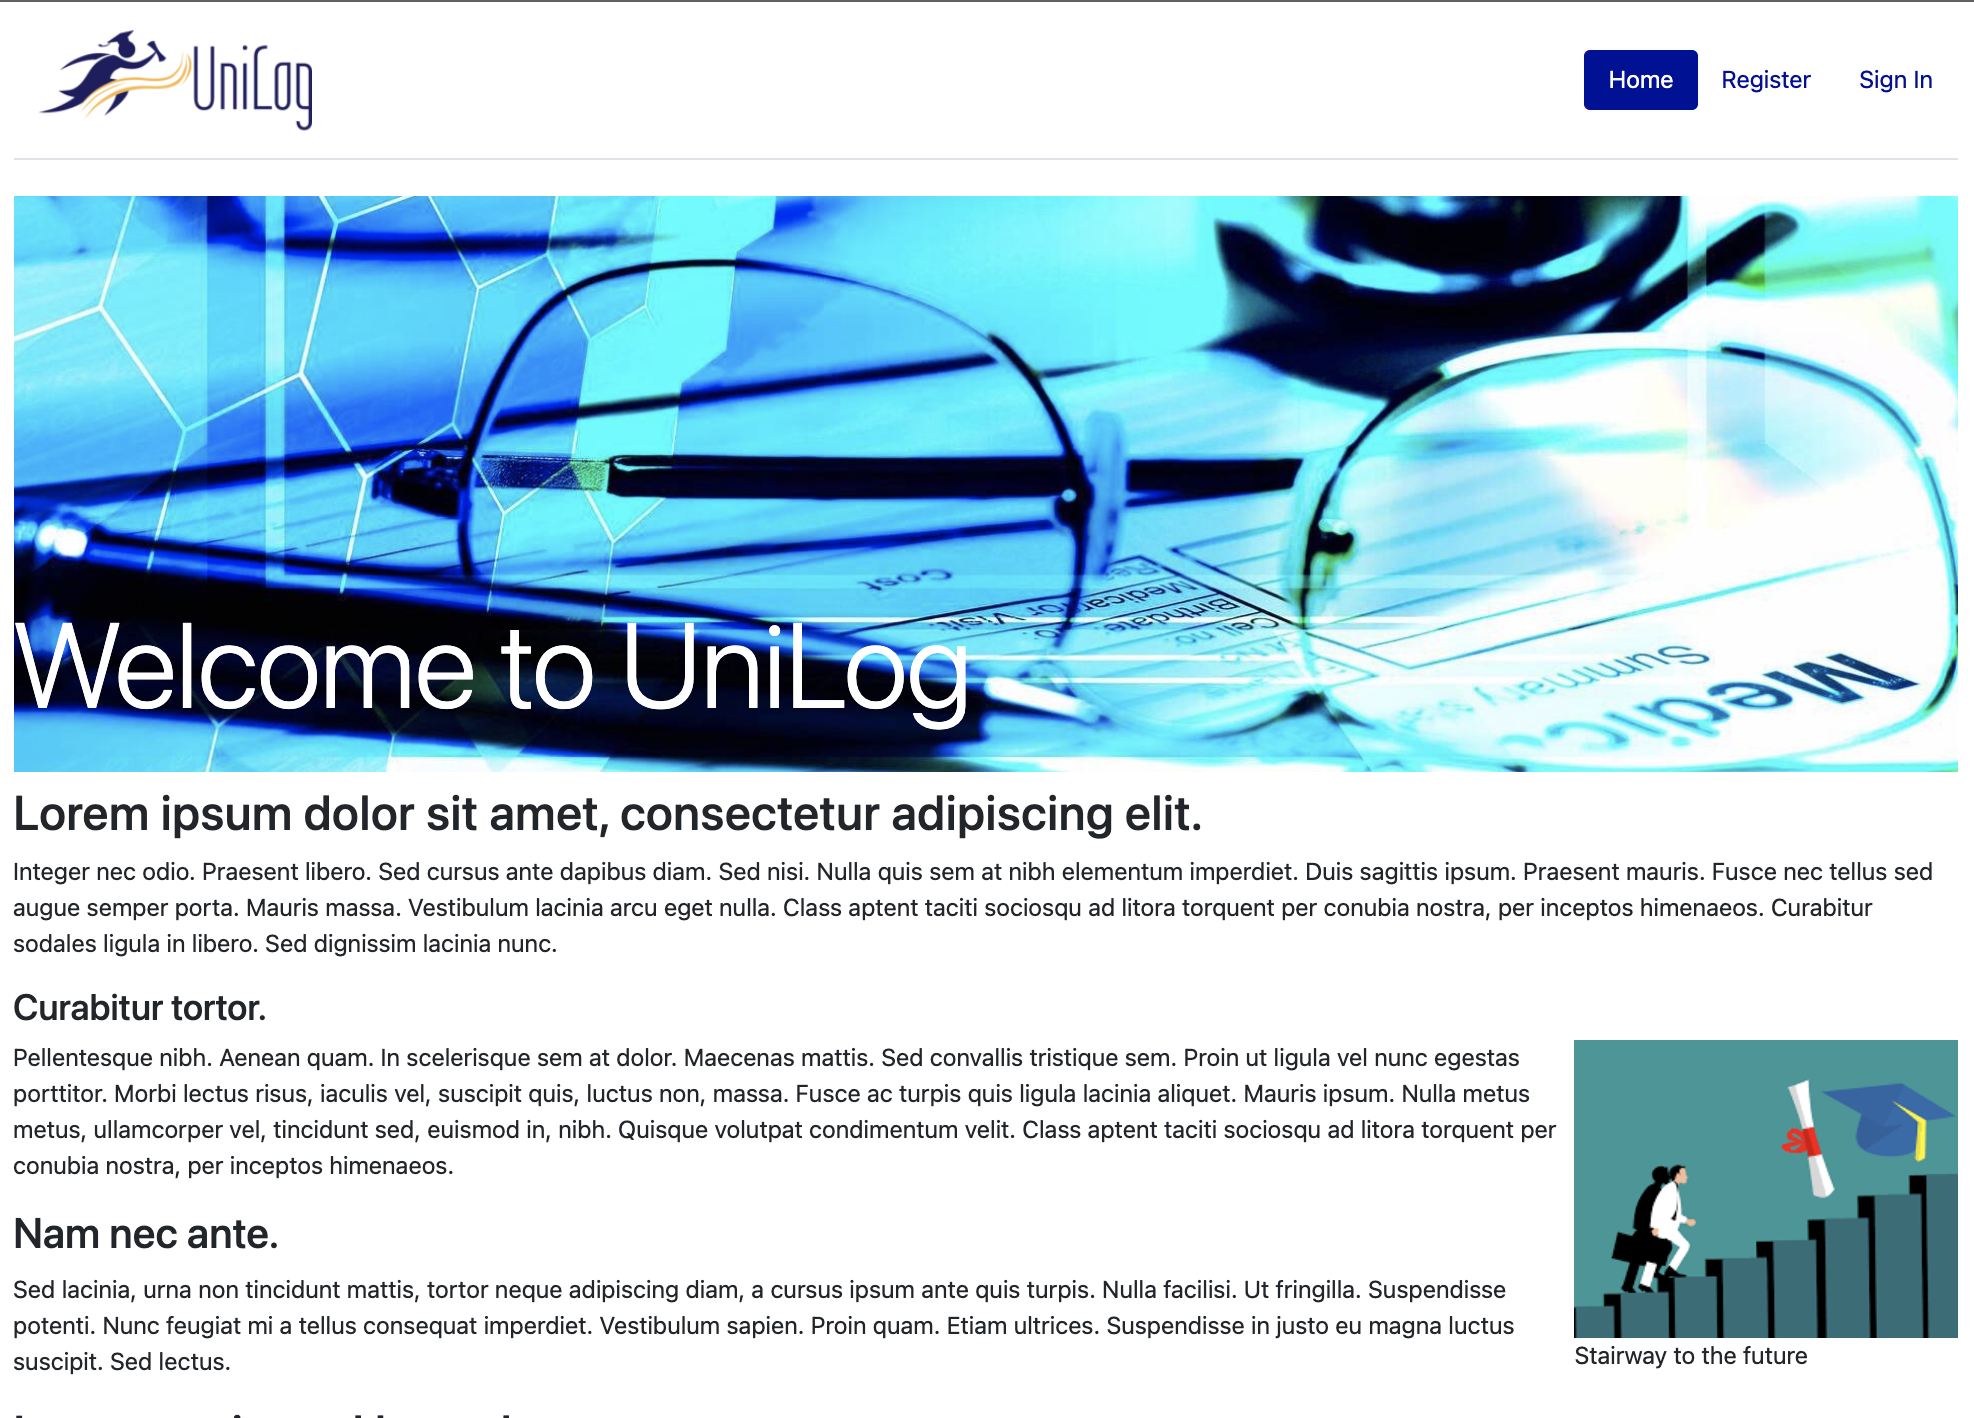 UniLog
Home
Register
Sign In
Cost
Medicar
Visit:
Birthdate:
Cell no:
Summary
Medic
Welcome to UniLog
Lorem ipsum dolor sit amet, consectetur adipiscing elit.
Integer nec odio. Praesent libero. Sed cursus ante dapibus diam. Sed nisi. Nulla quis sem at nibh elementum imperdiet. Duis sagittis ipsum. Praesent mauris. Fusce nec tellus sed
augue semper porta. Mauris massa. Vestibulum lacinia arcu eget nulla. Class aptent taciti sociosqu ad litora torquent per conubia nostra, per inceptos himenaeos. Curabitur
sodales ligula in libero. Sed dignissim lacinia nunc.
Curabitur tortor.
Pellentesque nibh. Aenean quam. In scelerisque sem at dolor. Maecenas mattis. Sed convallis tristique sem. Proin ut ligula vel nunc egestas
porttitor. Morbi lectus risus, iaculis vel, suscipit quis, luctus non, massa. Fusce ac turpis quis ligula lacinia aliquet. Mauris ipsum. Nulla metus
metus, ullamcorper vel, tincidunt sed, euismod in, nibh. Quisque volutpat condimentum velit. Class aptent taciti sociosqu ad litora torquent per
conubia nostra, per inceptos himenaeos.
Nam nec ante.
Sed lacinia, urna non tincidunt mattis, tortor neque adipiscing diam, a cursus ipsum ante quis turpis. Nulla facilisi. Ut fringilla. Suspendisse
potenti. Nunc feugiat mi a tellus consequat imperdiet. Vestibulum sapien. Proin quam. Etiam ultrices. Suspendisse in justo eu magna luctus
suscipit. Sed lectus.
Stairway to the future